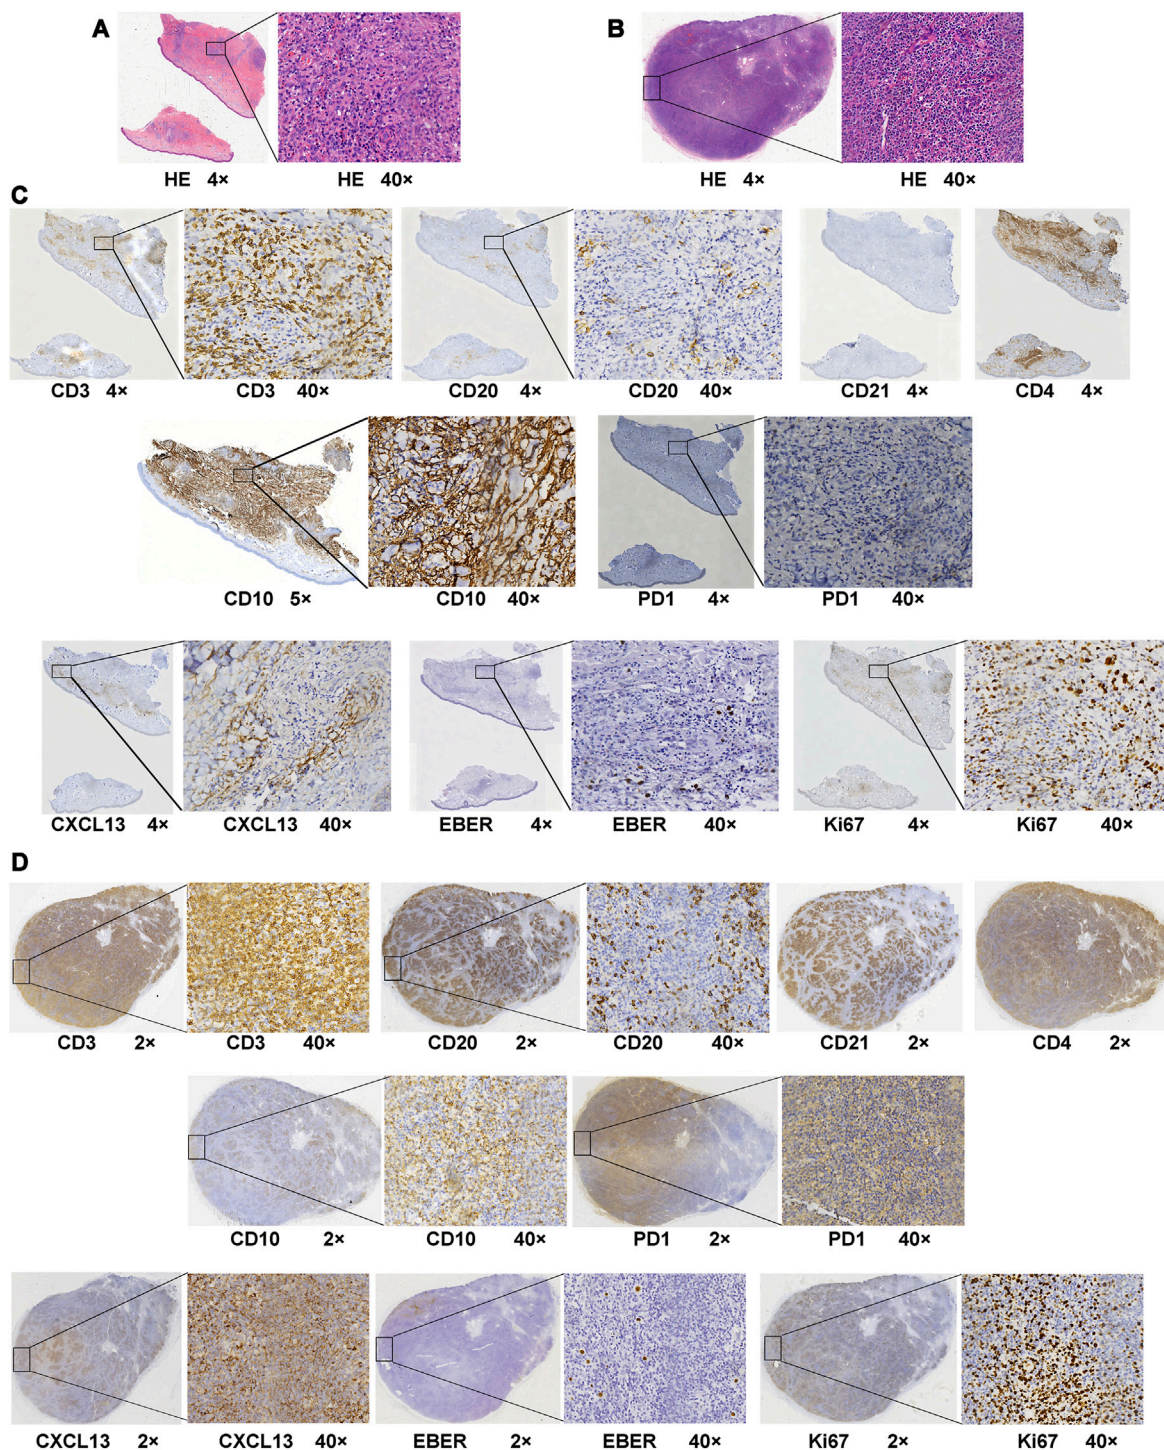 A
B
HE 4×
HE 40×
HE 4×
HE 40×
C
CD3 4×
CD3 40×
CD20 4×
CD20 40×
CD21 4×
CD4 4×
CD10 5×
CD10 40×
PD1 4×
PD1 40×
CXCL13 4×
CXCL13 40×
EBER 4×
EBER 40×
Ki67 4×
Ki67 40×
D
CD3 2×
CD3 40×
CD20 2×
CD20 40×
CD21 2×
CD4 2×
CD10 2×
CD10 40×
PD1 2×
PD1 40×
CXCL13 2×
CXCL13 40×
EBER 2×
EBER 40×
Ki67 2×
Ki67 40×